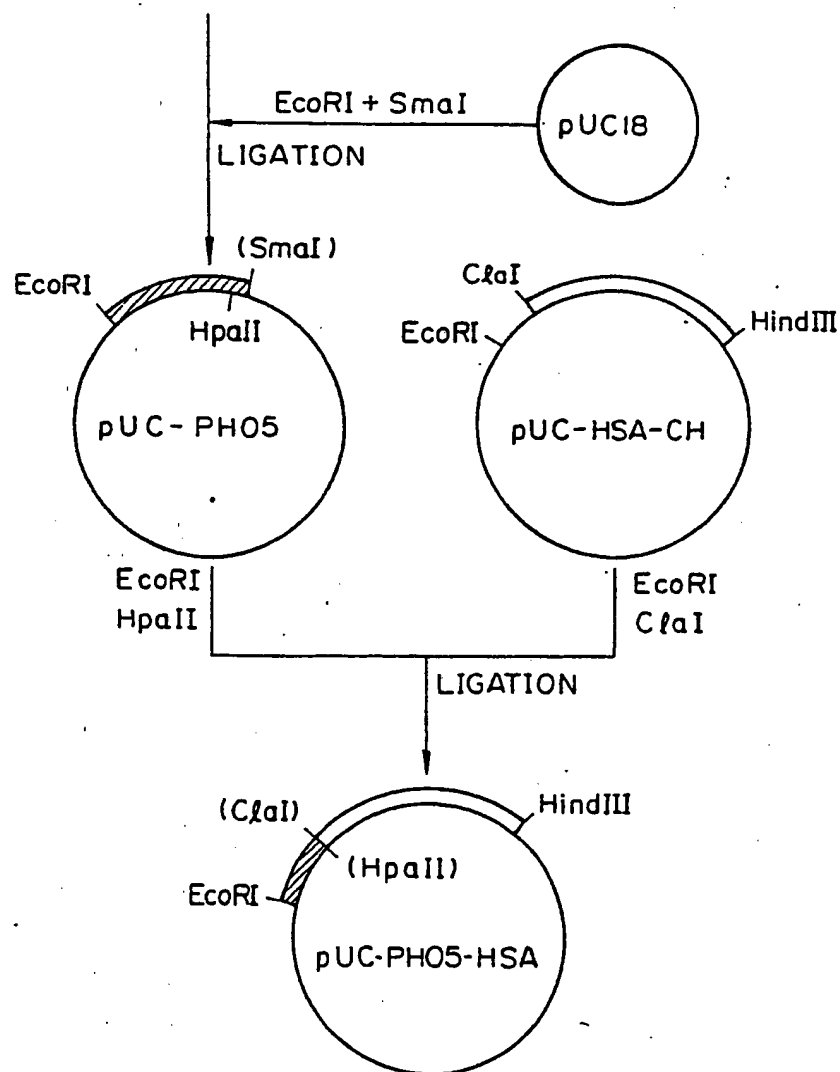 EcoRI + SmaI
pUC18
LIGATION
(SmaI)
EcoRI
HpaII
pUC-PHO5
ClaI
EcoRI
HindIII
pUC-HSA-CH
EcoRI
HpaII
EcoRI
ClaI
LIGATION
(ClaI)
HindIII
(HpaII)
EcoRI
pUC-PHO5-HSA